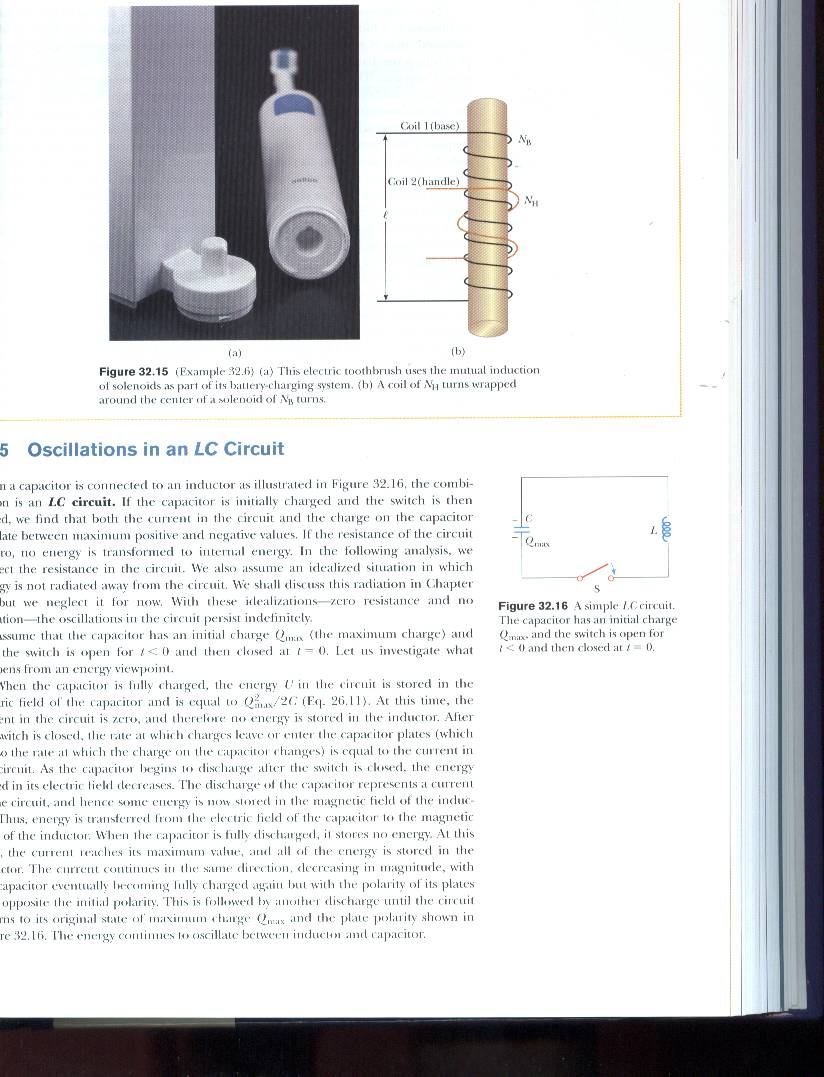 Coil 1 (base)
N_B
Coil 2 (handle)
N_H
ℓ
(a)
(b)
Figure 32.15 (Example 32.6) (a) This electric toothbrush uses the mutual induction
of solenoids as part of its battery-charging system. (b) A coil of N_H turns wrapped
around the center of a solenoid of N_B turns.
5 Oscillations in an LC Circuit
n a capacitor is connected to an inductor as illustrated in Figure 32.16, the combi-
on is an LC circuit. If the capacitor is initially charged and the switch is then
d, we find that both the current in the circuit and the charge on the capacitor
late between maximum positive and negative values. If the resistance of the circuit
ro, no energy is transformed to internal energy. In the following analysis, we
ect the resistance in the circuit. We also assume an idealized situation in which
gy is not radiated away from the circuit. We shall discuss this radiation in Chapter
but we neglect it for now. With these idealizations—zero resistance and no
tion—the oscillations in the circuit persist indefinitely.
ssume that the capacitor has an initial charge Q_max (the maximum charge) and
the switch is open for t < 0 and then closed at t = 0. Let us investigate what
ens from an energy viewpoint.
When the capacitor is fully charged, the energy U in the circuit is stored in the
ric field of the capacitor and is equal to Q²_max/2C (Eq. 26.11). At this time, the
ent in the circuit is zero, and therefore no energy is stored in the inductor. After
witch is closed, the rate at which charges leave or enter the capacitor plates (which
o the rate at which the charge on the capacitor changes) is equal to the current in
circuit. As the capacitor begins to discharge after the switch is closed, the energy
d in its electric field decreases. The discharge of the capacitor represents a current
e circuit, and hence some energy is now stored in the magnetic field of the induc-
Thus, energy is transferred from the electric field of the capacitor to the magnetic
of the inductor. When the capacitor is fully discharged, it stores no energy. At this
, the current reaches its maximum value, and all of the energy is stored in the
ctor. The current continues in the same direction, decreasing in magnitude, with
capacitor eventually becoming fully charged again but with the polarity of its plates
opposite the initial polarity. This is followed by another discharge until the circuit
rns to its original state of maximum charge Q_max and the plate polarity shown in
re 32.16. The energy continues to oscillate between inductor and capacitor.
C
Q_max
L
S
Figure 32.16 A simple LC circuit.
The capacitor has an initial charge
Q_max, and the switch is open for
t < 0 and then closed at t = 0.